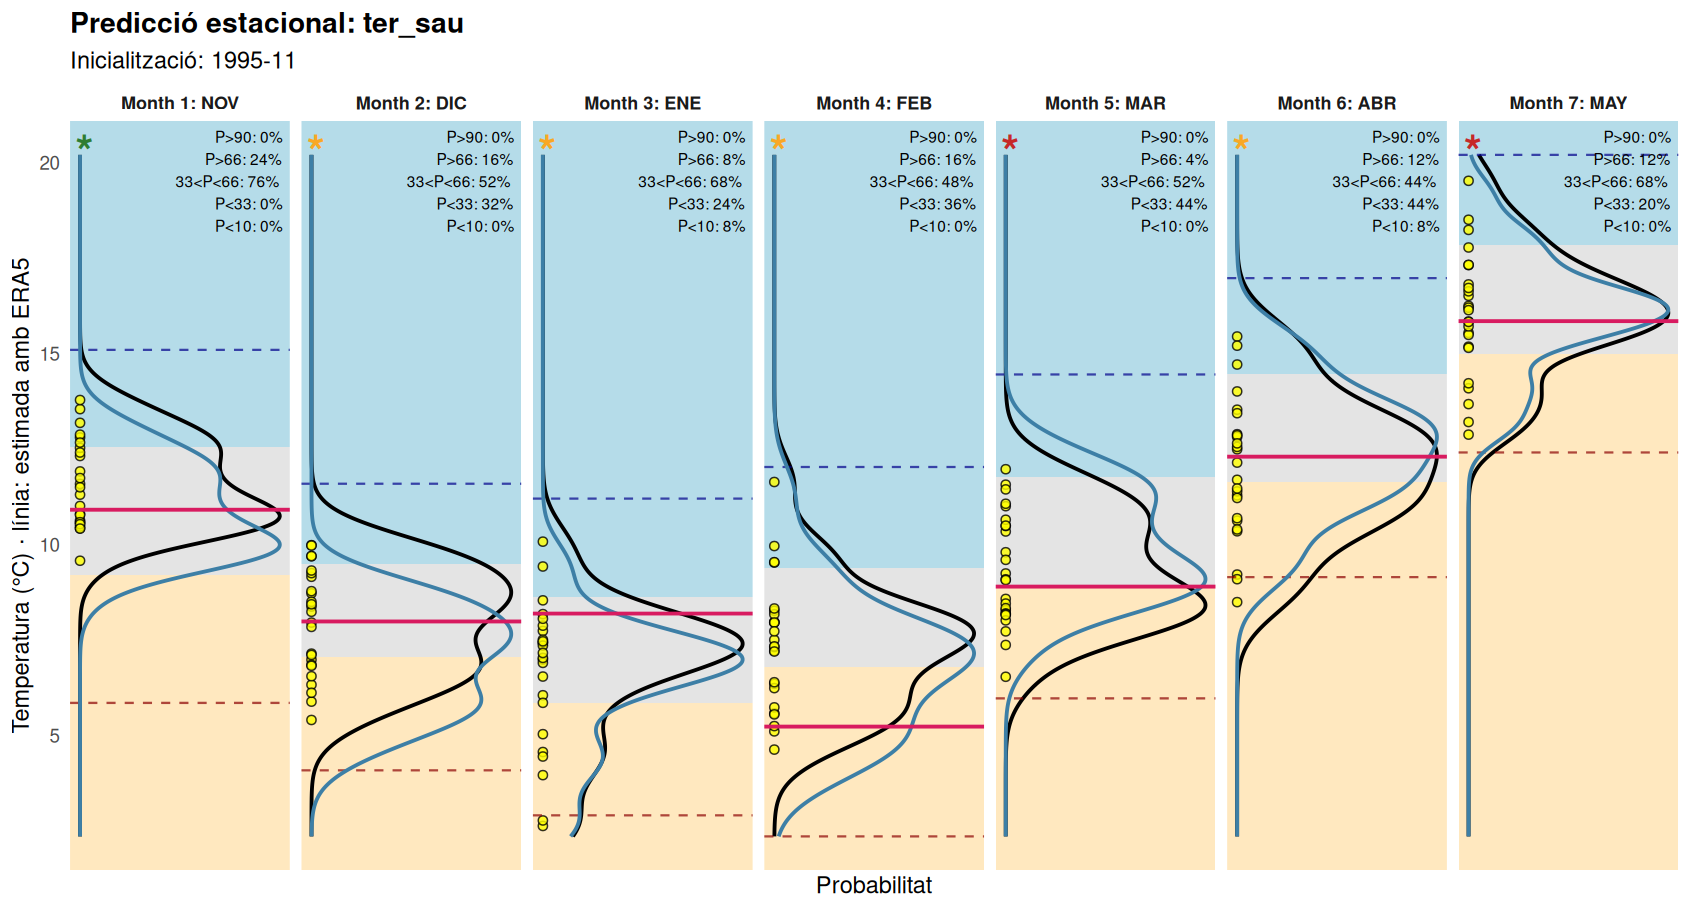 Predicció estacional: ter_sau
Inicialització: 1995-11
Month 1: NOV
Month 2: DIC
Month 3: ENE
Month 4: FEB
Month 5: MAR
Month 6: ABR
Month 7: MAY
*
P>90: 0%
P>66: 24%
33<P<66: 76%
P<33: 0%
P<10: 0%
*
P>90: 0%
P>66: 16%
33<P<66: 52%
P<33: 32%
P<10: 0%
*
P>90: 0%
P>66: 8%
33<P<66: 68%
P<33: 24%
P<10: 8%
*
P>90: 0%
P>66: 16%
33<P<66: 48%
P<33: 36%
P<10: 0%
*
P>90: 0%
P>66: 4%
33<P<66: 52%
P<33: 44%
P<10: 0%
*
P>90: 0%
P>66: 12%
33<P<66: 44%
P<33: 44%
P<10: 8%
*
P>90: 0%
P>66: 12%
33<P<66: 68%
P<33: 20%
P<10: 0%
20
15
10
5
Temperatura (°C) · línia: estimada amb ERA5
Probabilitat